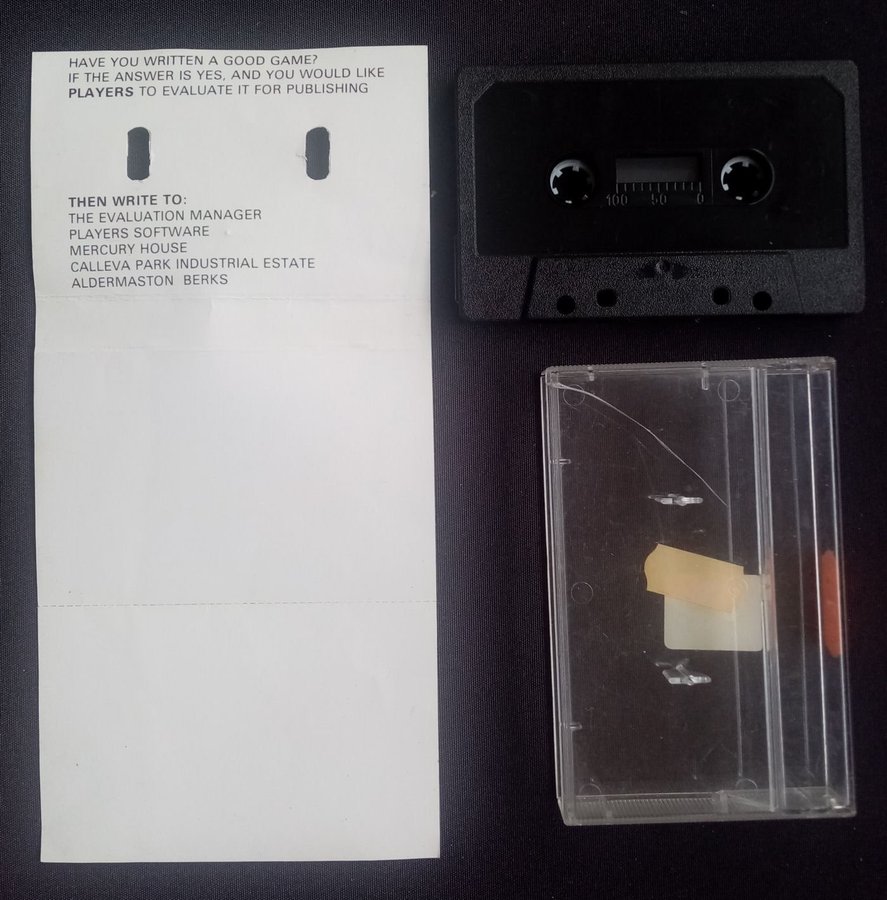 HAVE YOU WRITTEN A GOOD GAME?
IF THE ANSWER IS YES, AND YOU WOULD LIKE
PLAYERS TO EVALUATE IT FOR PUBLISHING
THEN WRITE TO:
THE EVALUATION MANAGER
PLAYERS SOFTWARE
MERCURY HOUSE
CALLEVA PARK INDUSTRIAL ESTATE
ALDERMASTON BERKS
100 50 0